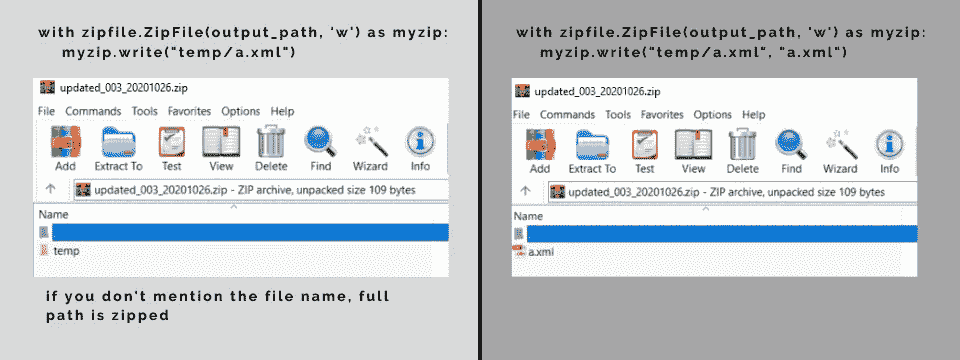 with zipfile.ZipFile(output_path, 'w') as myzip:
myzip.write("temp/a.xml")
updated_003_20201026.zip
File Commands Tools Favorites Options Help
Add Extract To Test View Delete Find Wizard Info
updated_003_20201026.zip - ZIP archive, unpacked size 109 bytes
Name
temp
if you don't mention the file name, full
path is zipped
with zipfile.ZipFile(output_path, 'w') as myzip:
myzip.write("temp/a.xml", "a.xml")
updated_003_20201026.zip
File Commands Tools Favorites Options Help
Add Extract To Test View Delete Find Wizard Info
updated_003_20201026.zip - ZIP archive, unpacked size 109 bytes
Name
a.xml